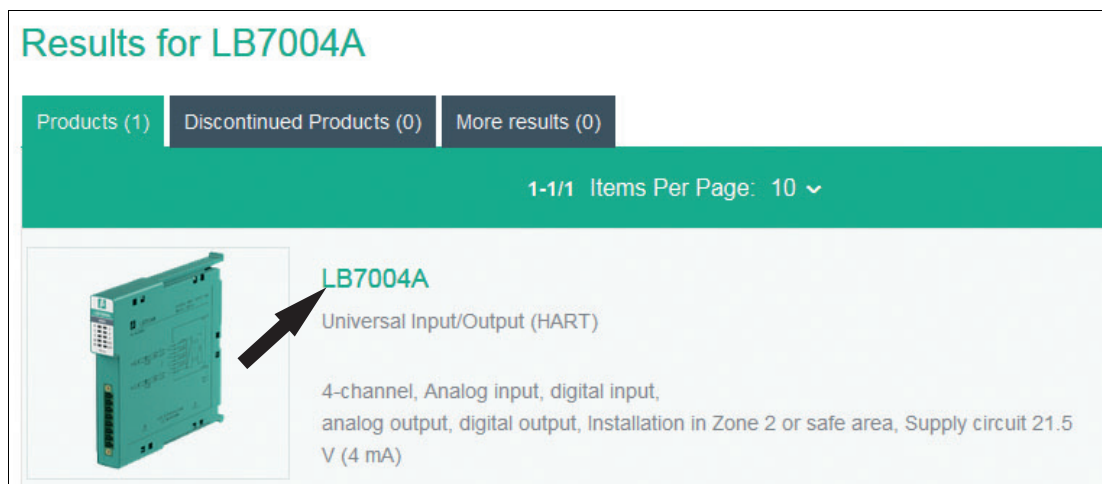 Results for LB7004A
Products (1) Discontinued Products (0) More results (0)
1-1/1 Items Per Page: 10
LB7004A
Universal Input/Output (HART)
4-channel, Analog input, digital input,
analog output, digital output, Installation in Zone 2 or safe area, Supply circuit 21.5
V (4 mA)